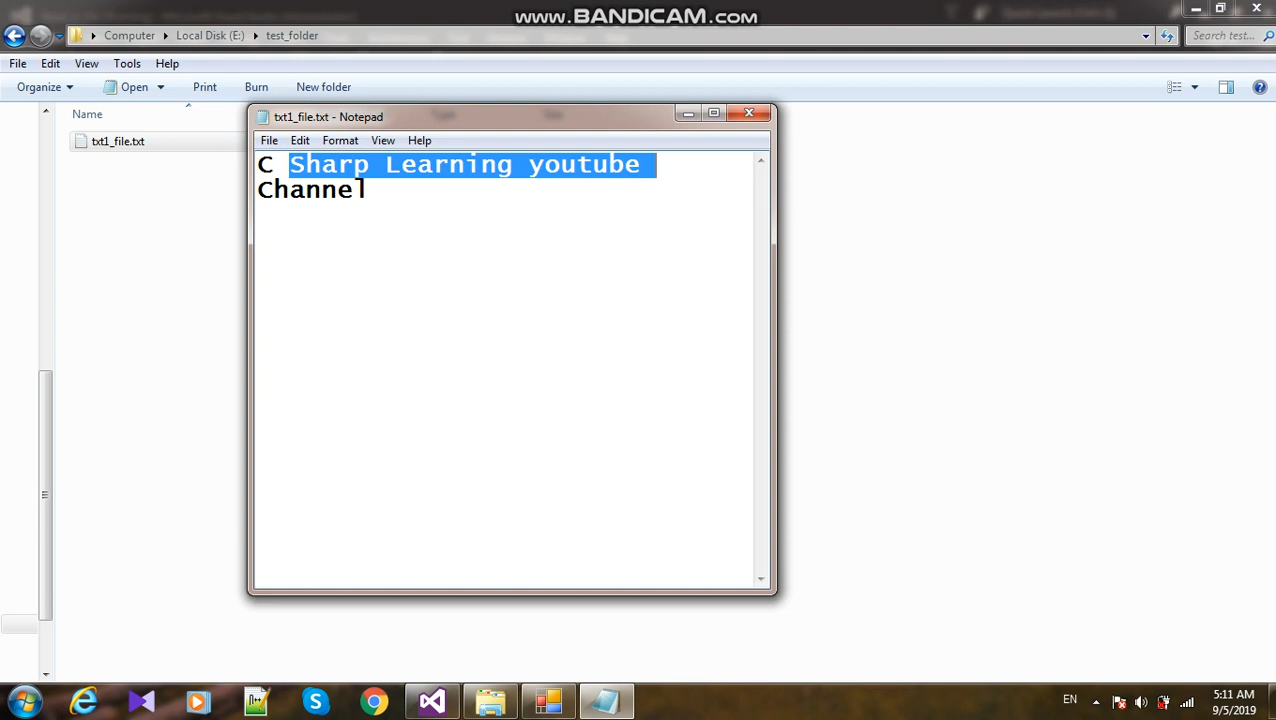 www.BANDICAM.com
Computer
Local Disk (E:)
test_folder
Search test...
File Edit View Tools Help
Organize Open Print Burn New folder
Name
txt1_file.txt
txt1_file.txt - Notepad
File Edit Format View Help
C Sharp Learning youtube
Channel
EN
5:11 AM
9/5/2019